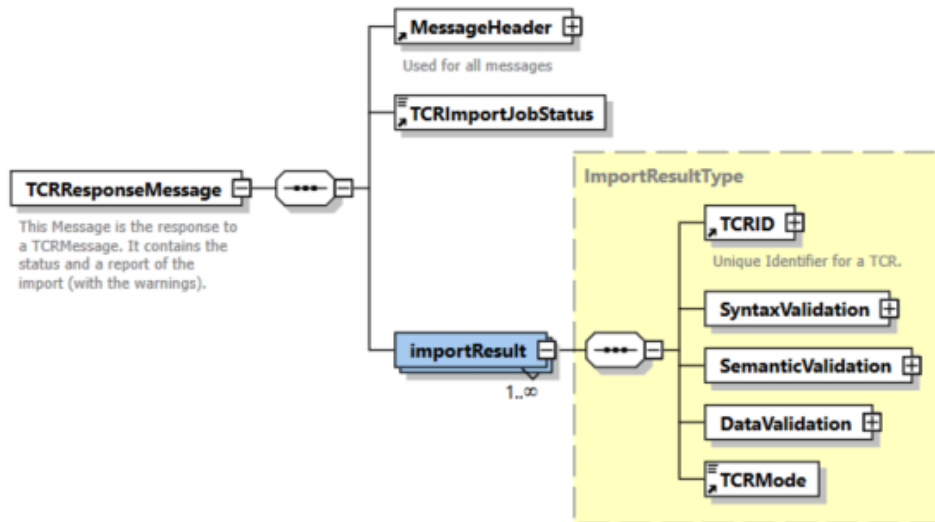 MessageHeader
Used for all messages
TCRImportJobStatus
TCRResponseMessage
This Message is the response to
a TCRMessage. It contains the
status and a report of the
import (with the warnings).
importResult
1..∞
ImportResultType
TCRID
Unique Identifier for a TCR.
SyntaxValidation
SemanticValidation
DataValidation
TCRMode